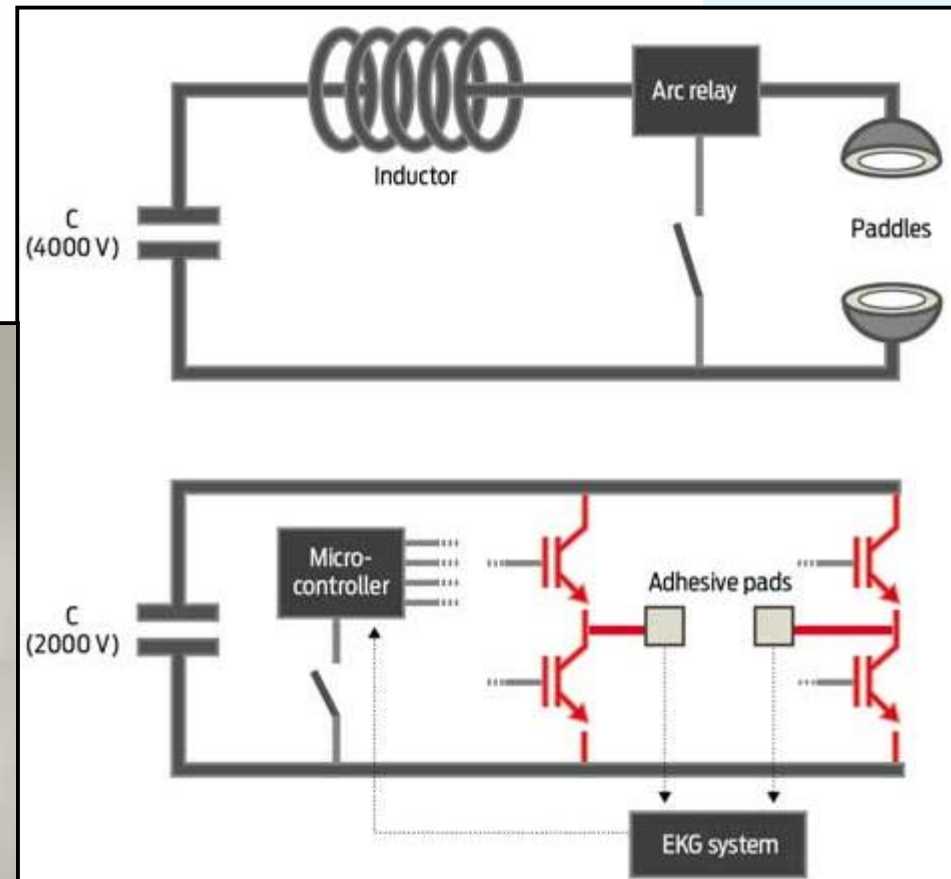 Inductor
Arc relay
C
(4000 V)
Paddles
C
(2000 V)
Micro-
controller
Adhesive pads
EKG system